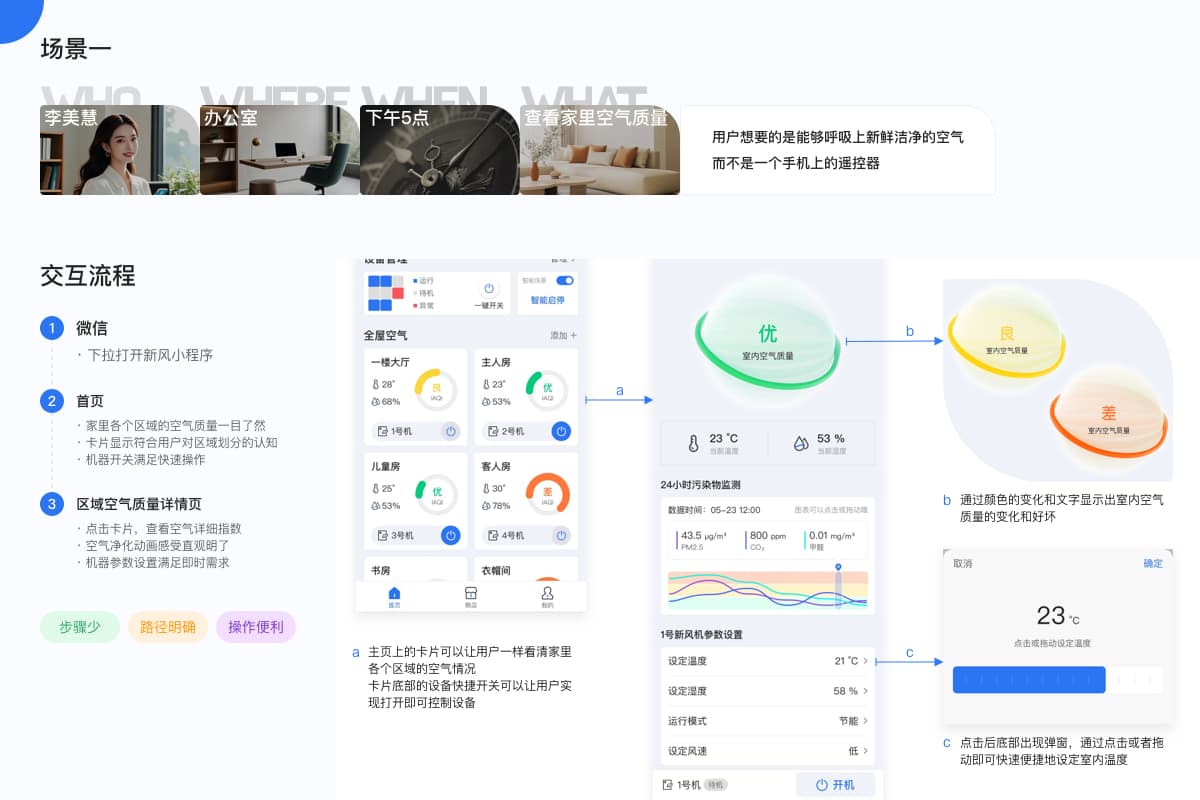 场景一
WHO
WHERE
WHEN
WHAT
李美慧
办公室
下午5点
查看家里空气质量
用户想要的是能够呼吸上新鲜洁净的空气
而不是一个手机上的遥控器
交互流程
1 微信
· 下拉打开新风小程序
2 首页
· 家里各个区域的空气质量一目了然
· 卡片显示符合用户对区域划分的认知
· 机器开关满足快速操作
3 区域空气质量详情页
· 点击卡片，查看空气详细指数
· 空气净化动画感受直观明了
· 机器参数设置满足即时需求
步骤少
路径明确
操作便利
设备管理
管理 >
运行
待机
异常
一键开关
智能场景
智能启停
全屋空气
添加 +
一楼大厅
28°
68%
良
IAQI
1号机
主人房
23°
53%
优
IAQI
2号机
儿童房
25°
53%
优
IAQI
3号机
客人房
30°
78%
差
IAQI
4号机
书房
衣帽间
首页
商店
我的
a 主页上的卡片可以让用户一样看清家里
各个区域的空气情况
卡片底部的设备快捷开关可以让用户实
现打开即可控制设备
a
优
室内空气质量
23 °C
当前温度
53 %
当前湿度
24小时污染物监测
数据时间：05-23 12:00
图表可以点击或拖动哦
43.5 μg/m³
PM2.5
800 ppm
CO₂
0.01 mg/m³
甲醛
1号新风机参数设置
设定温度
21 °C >
设定湿度
58 % >
运行模式
节能 >
设定风速
低 >
1号机 待机
开机
b
良
室内空气质量
差
室内空气质量
b 通过颜色的变化和文字显示出室内空气
质量的变化和好坏
c
取消
确定
23 °C
点击或拖动设定温度
c 点击后底部出现弹窗，通过点击或者拖
动即可快速便捷地设定室内温度